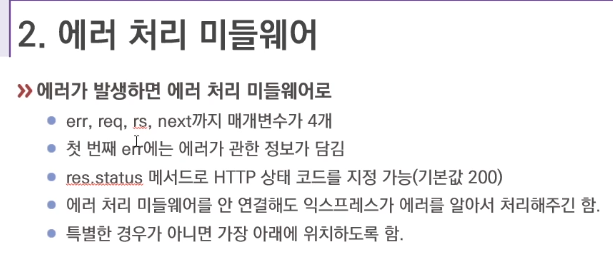 2. 에러 처리 미들웨어
에러가 발생하면 에러 처리 미들웨어로
err, req, rs, next까지 매개변수가 4개
첫 번째 err에는 에러가 관한 정보가 담김
res.status 메서드로 HTTP 상태 코드를 지정 가능(기본값 200)
에러 처리 미들웨어를 안 연결해도 익스프레스가 에러를 알아서 처리해주긴 함.
특별한 경우가 아니면 가장 아래에 위치하도록 함.